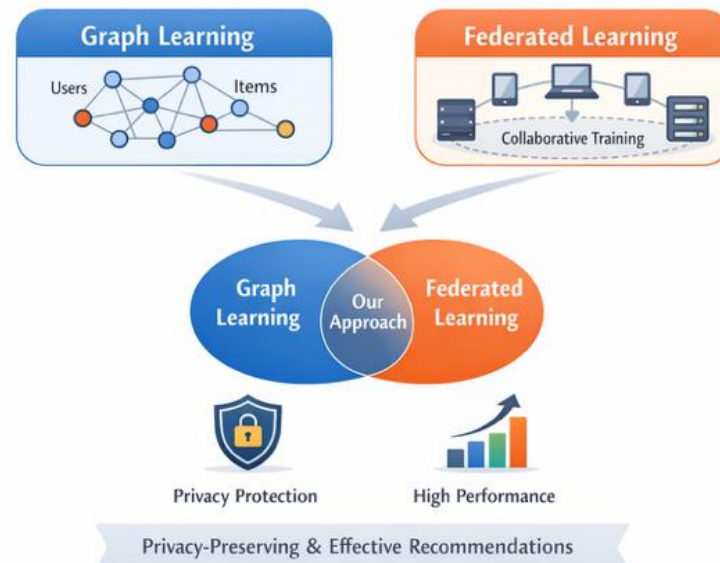 Graph Learning
Users
Items
Federated Learning
Collaborative Training
Graph
Learning
Our
Approach
Federated
Learning
Privacy Protection
High Performance
Privacy-Preserving & Effective Recommendations